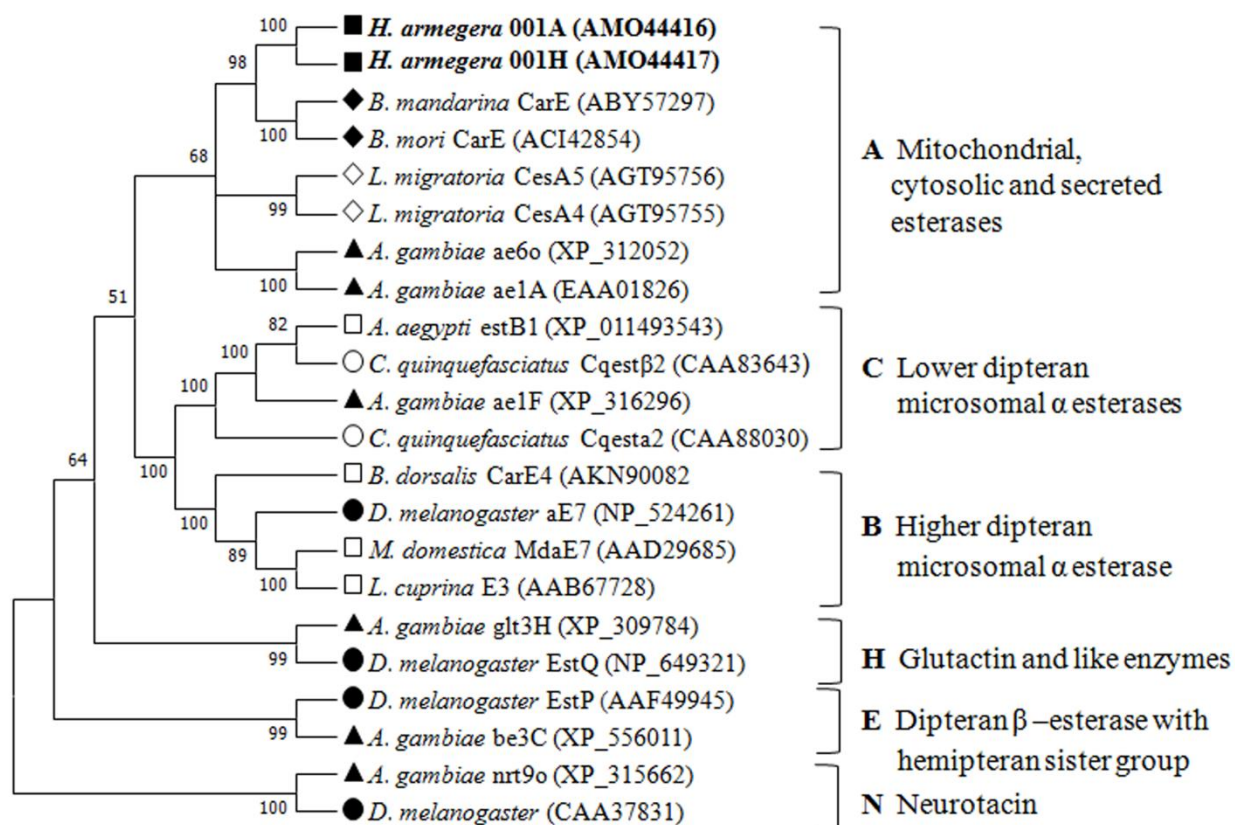 100
H. armegera 001A (AMO44416)
H. armegera 001H (AMO44417)
98
B. mandarina CarE (ABY57297)
100
B. mori CarE (ACI42854)
68
L. migratoria CesA5 (AGT95756)
99
L. migratoria CesA4 (AGT95755)
A. gambiae ae6o (XP_312052)
100
A. gambiae ae1A (EAA01826)
A Mitochondrial,
cytosolic and secreted
esterases
51
82
A. aegypti estB1 (XP_011493543)
100
C. quinquefasciatus Cqestβ2 (CAA83643)
100
A. gambiae ae1F (XP_316296)
C. quinquefasciatus Cqesta2 (CAA88030)
C Lower dipteran
microsomal α esterases
64
100
B. dorsalis CarE4 (AKN90082
100
D. melanogaster aE7 (NP_524261)
89
M. domestica MdaE7 (AAD29685)
100
L. cuprina E3 (AAB67728)
B Higher dipteran
microsomal α esterase
A. gambiae glt3H (XP_309784)
99
D. melanogaster EstQ (NP_649321)
H Glutactin and like enzymes
D. melanogaster EstP (AAF49945)
99
A. gambiae be3C (XP_556011)
E Dipteran β –esterase with
hemipteran sister group
A. gambiae nrt9o (XP_315662)
100
D. melanogaster (CAA37831)
N Neurotacin